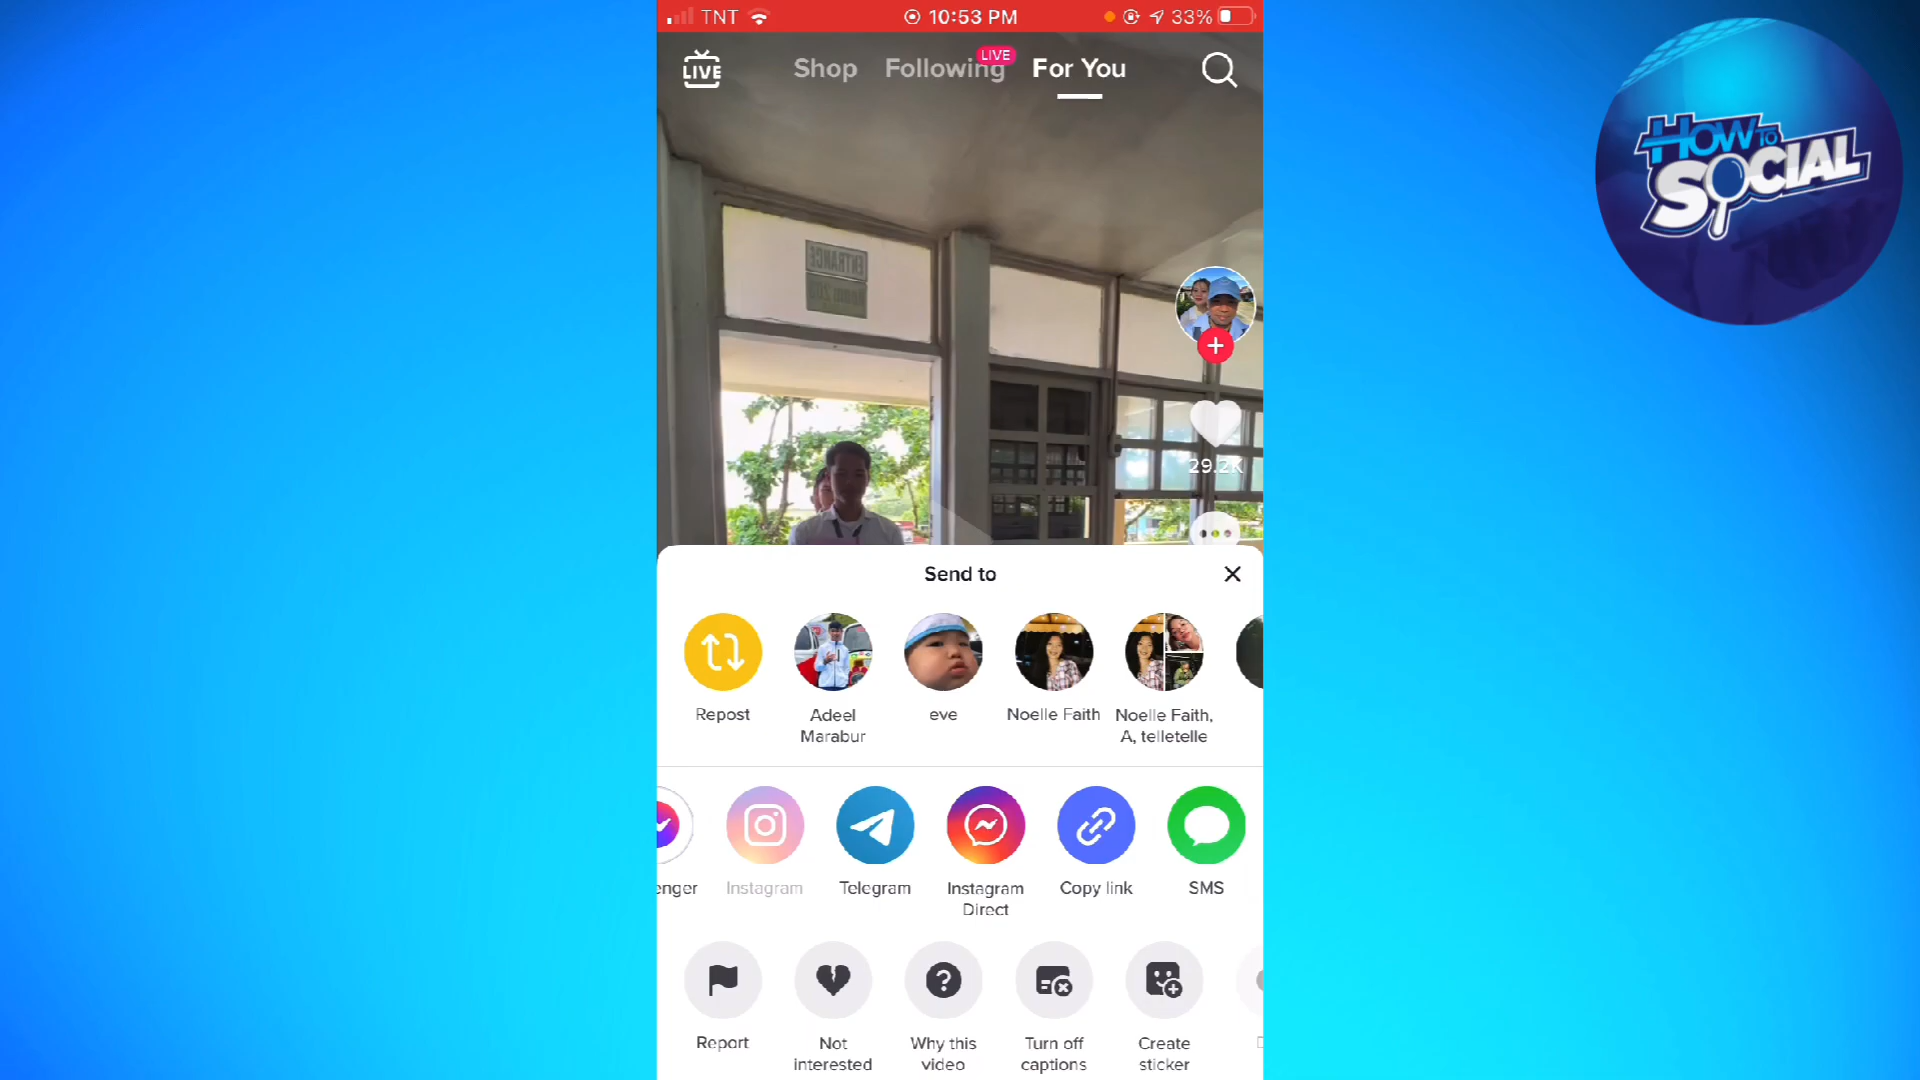 TNT 10:53 PM 33%
LIVE Shop Following LIVE For You
HOW TO SOCIAL
ENTRANCE
29.2K
Send to
Repost
Adeel
Marabur
eve
Noelle Faith
Noelle Faith,
A, telletelle
enger
Instagram
Telegram
Instagram
Direct
Copy link
SMS
Report
Not
interested
Why this
video
Turn off
captions
Create
sticker